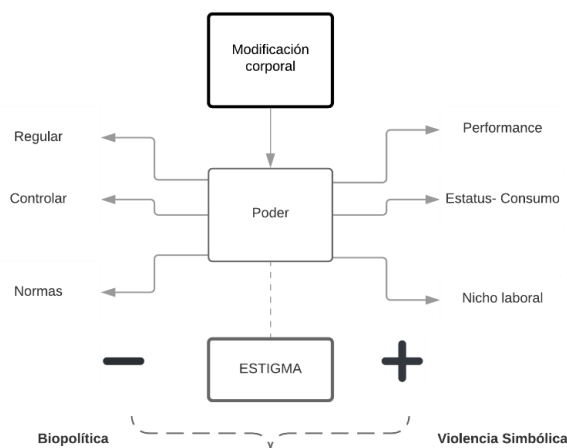 Modificación
corporal
Regular
Performance
Controlar
Poder
Estatus- Consumo
Normas
Nicho laboral
ESTIGMA
Biopolítica
Violencia Simbólica